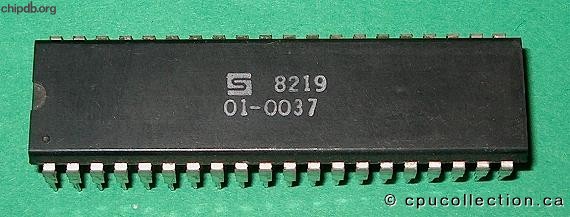 chipdb.org
S 8219
01-0037
© cpucollection.ca